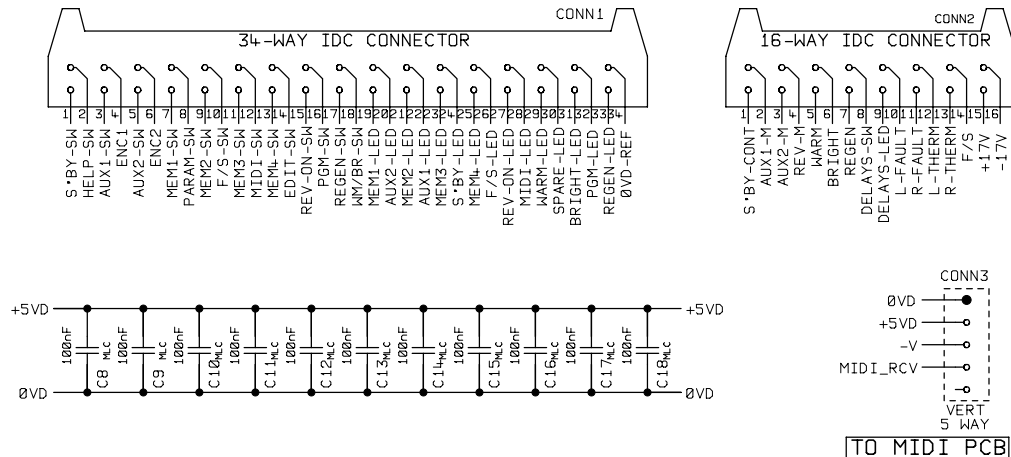 CONN1
34-WAY IDC CONNECTOR
1 2 3 4 5 6 7 8 9 10 11 12 13 14 15 16 17 18 19 20 21 22 23 24 25 26 27 28 29 30 31 32 33 34
S'BY-SW
HELP-SW
AUX1-SW
ENC1
AUX2-SW
ENC2
MEM1-SW
PARAM-SW
MEM2-SW
F/S-SW
MEM3-SW
MIDI-SW
MEM4-SW
EDIT-SW
REV-ON-SW
PGM-SW
REGEN-SW
WM/BR-SW
MEM1-LED
AUX2-LED
MEM2-LED
AUX1-LED
MEM3-LED
S'BY-LED
MEM4-LED
F/S-LED
REV-ON-LED
MIDI-LED
WARM-LED
SPARE-LED
BRIGHT-LED
PGM-LED
REGEN-LED
0VD-REF
CONN2
16-WAY IDC CONNECTOR
1 2 3 4 5 6 7 8 9 10 11 12 13 14 15 16
S'BY-CONT
AUX1-M
AUX2-M
REV-M
WARM
BRIGHT
REGEN
DELAYS-SW
DELAYS-LED
L-FAULT
R-FAULT
L-THERM
R-THERM
F/S
+17V
-17V
+5VD
+5VD
100nF C8 MLC
100nF C9 MLC
100nF C10 MLC
100nF C11 MLC
100nF C12 MLC
100nF C13 MLC
100nF C14 MLC
100nF C15 MLC
100nF C16 MLC
100nF C17 MLC
100nF C18 MLC
0VD
0VD
CONN3
0VD
+5VD
-V
MIDI_RCV
VERT
5 WAY
TO MIDI PCB